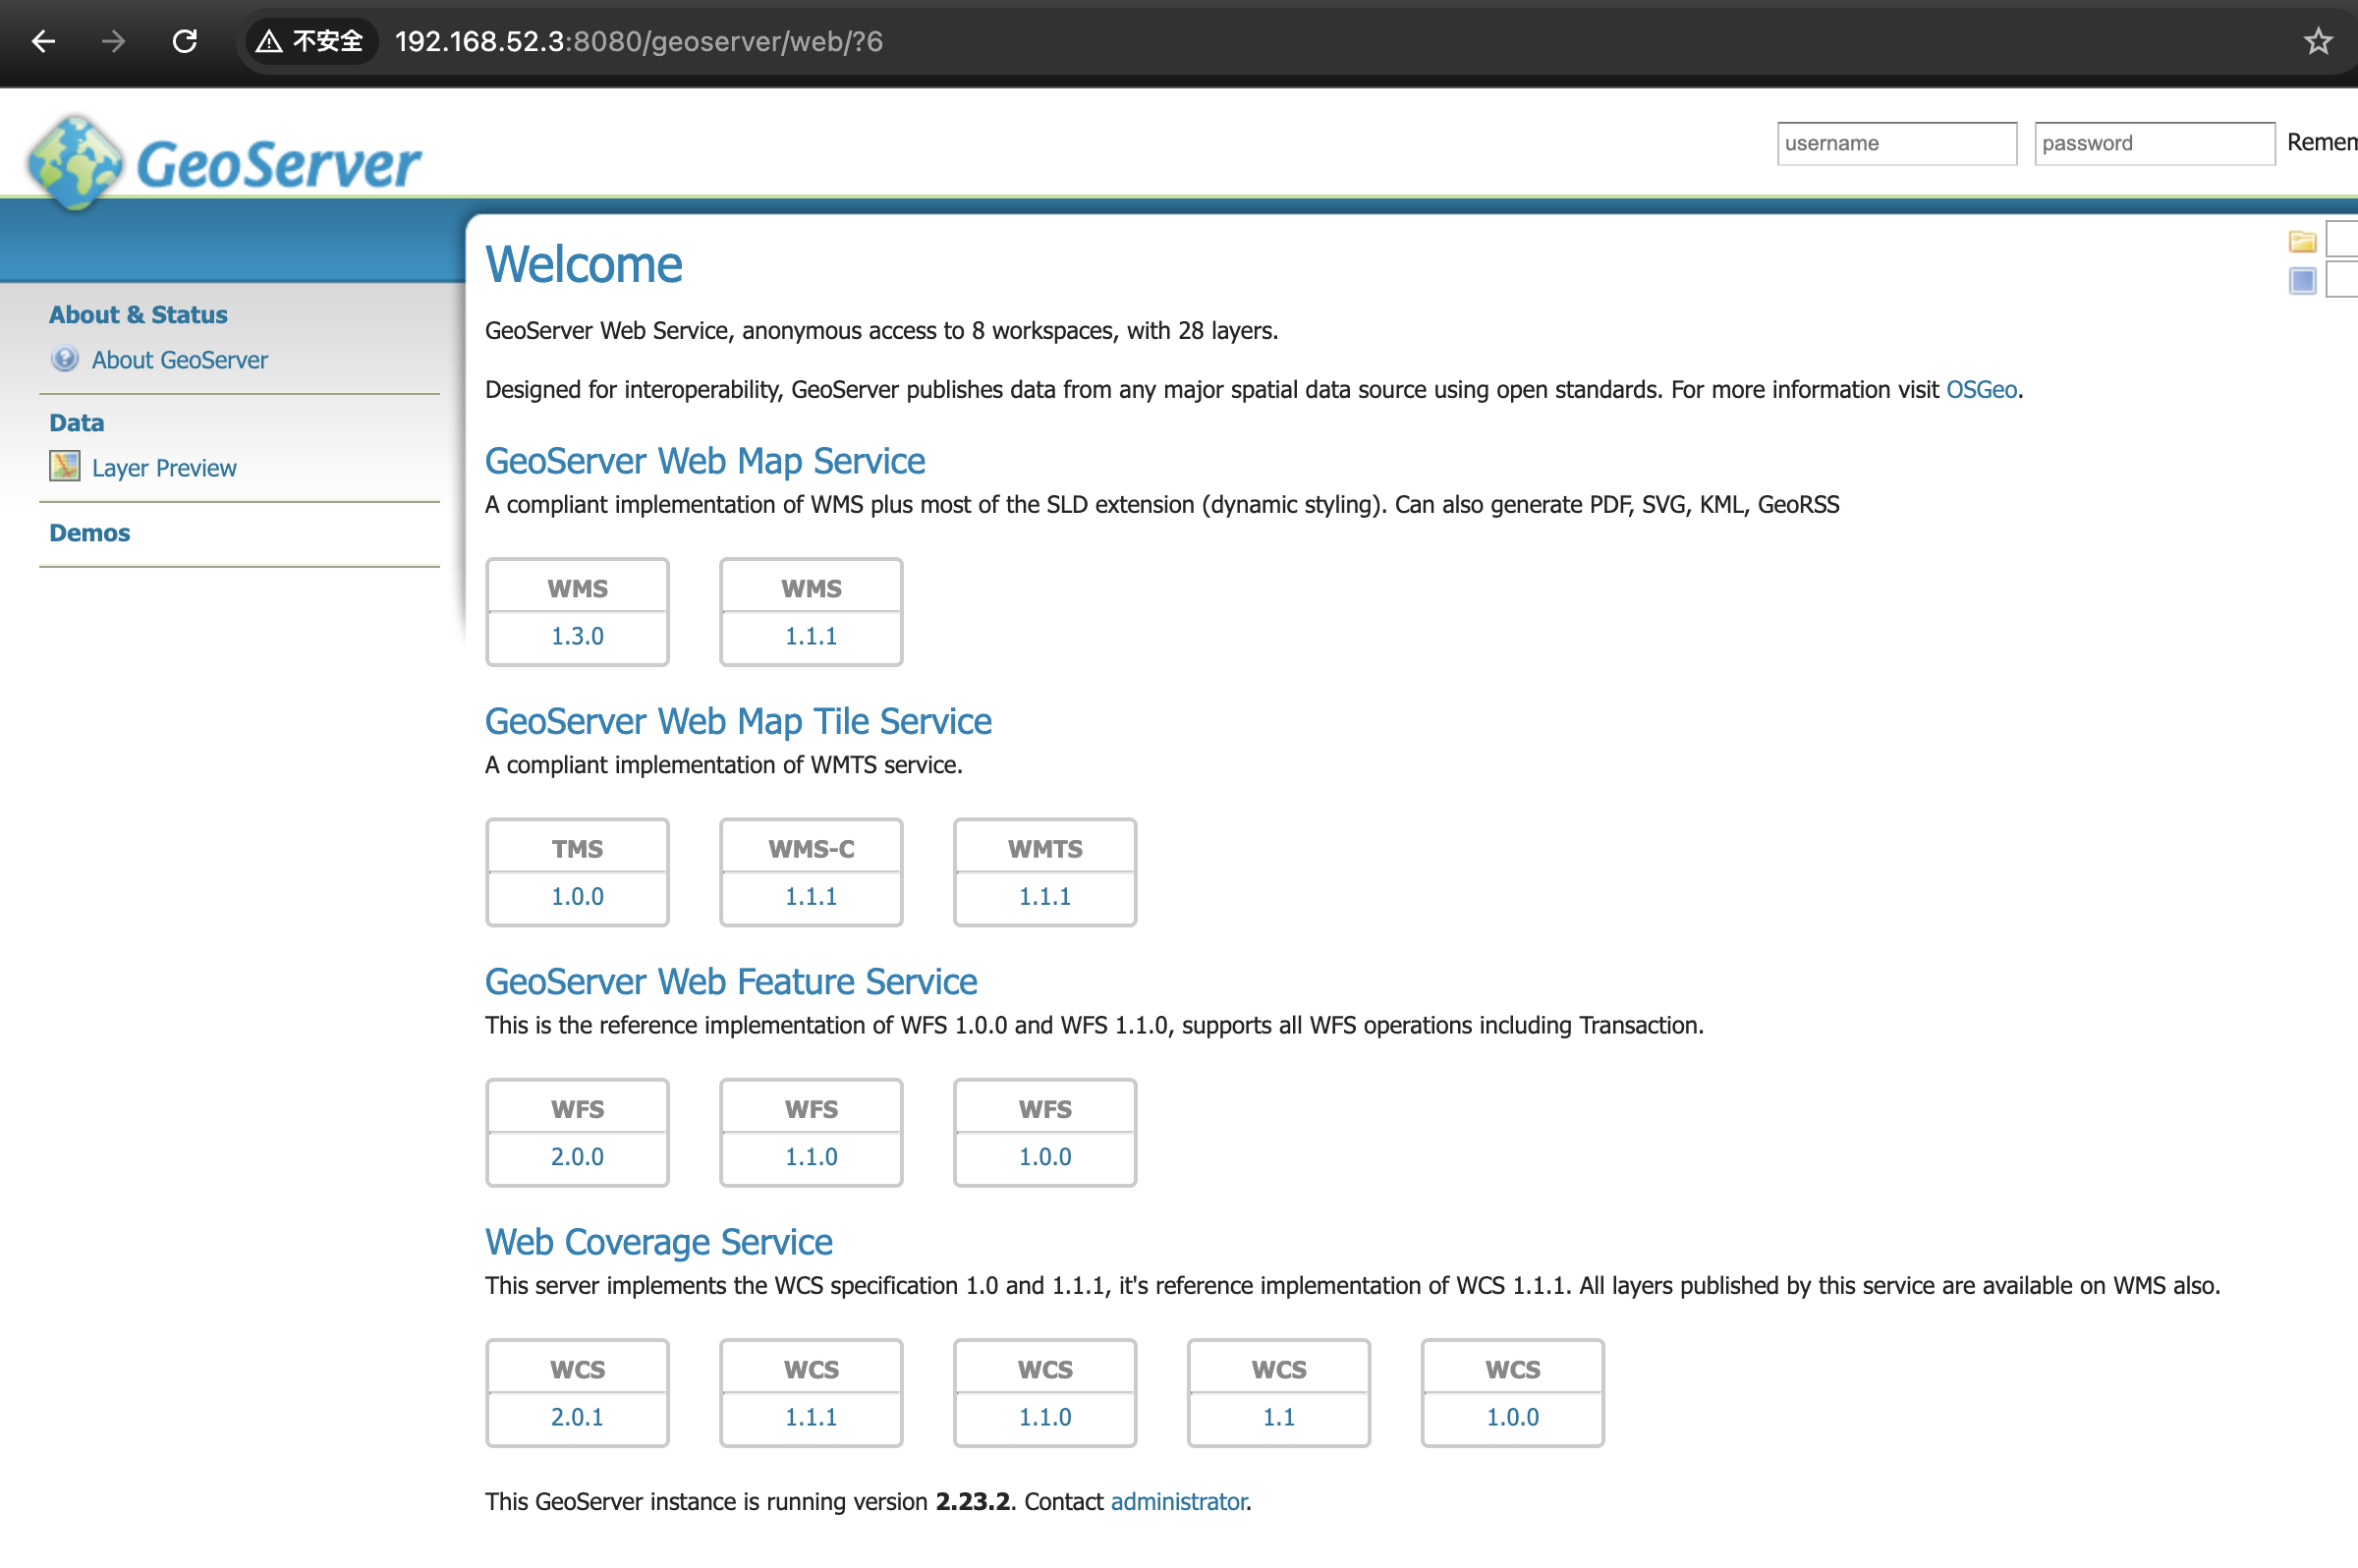 不安全 192.168.52.3:8080/geoserver/web/?6
GeoServer
username password Remem
Welcome
About & Status
About GeoServer
Data
Layer Preview
Demos
GeoServer Web Service, anonymous access to 8 workspaces, with 28 layers.
Designed for interoperability, GeoServer publishes data from any major spatial data source using open standards. For more information visit OSGeo.
GeoServer Web Map Service
A compliant implementation of WMS plus most of the SLD extension (dynamic styling). Can also generate PDF, SVG, KML, GeoRSS
WMS WMS
1.3.0 1.1.1
GeoServer Web Map Tile Service
A compliant implementation of WMTS service.
TMS WMS-C WMTS
1.0.0 1.1.1 1.1.1
GeoServer Web Feature Service
This is the reference implementation of WFS 1.0.0 and WFS 1.1.0, supports all WFS operations including Transaction.
WFS WFS WFS
2.0.0 1.1.0 1.0.0
Web Coverage Service
This server implements the WCS specification 1.0 and 1.1.1, it's reference implementation of WCS 1.1.1. All layers published by this service are available on WMS also.
WCS WCS WCS WCS WCS
2.0.1 1.1.1 1.1.0 1.1 1.0.0
This GeoServer instance is running version 2.23.2. Contact administrator.